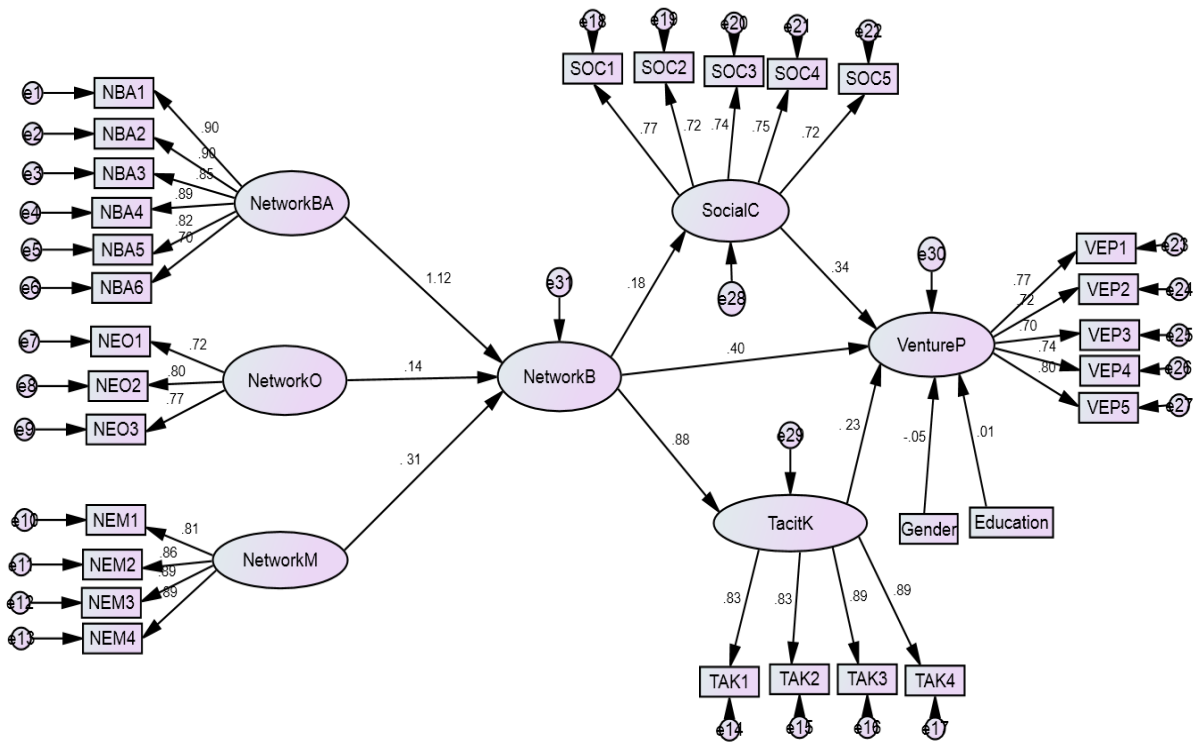 e18
e19
e20
e21
e22
SOC1
SOC2
SOC3
SOC4
SOC5
.77
.72
.74
.75
.72
e1
NBA1
e2
NBA2
e3
NBA3
e4
NBA4
e5
NBA5
e6
NBA6
.90
.90
.85
.89
.82
.70
NetworkBA
SocialC
e28
e30
e31
1.12
.18
.34
VEP1
e23
VEP2
e24
VEP3
e25
VEP4
e26
VEP5
e27
.77
.72
.70
.74
.80
VentureP
e7
NEO1
e8
NEO2
e9
NEO3
.72
.80
.77
NetworkO
.14
NetworkB
.40
.88
.31
.23
-.05
.01
e29
TacitK
Gender
Education
e10
NEM1
e11
NEM2
e12
NEM3
e13
NEM4
.81
.86
.89
.89
NetworkM
.83
.83
.89
.89
TAK1
TAK2
TAK3
TAK4
e14
e15
e16
e17